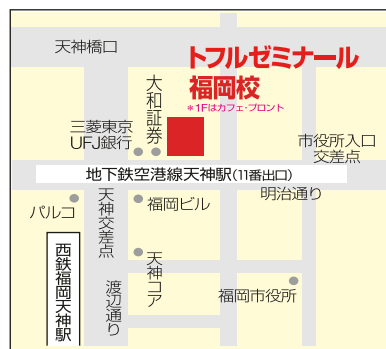 天神橋口
トフルゼミナール
福岡校
*1Fはカフェ・プロント
大和証券
三菱東京
UFJ銀行
市役所入口
交差点
地下鉄空港線天神駅(11番出口)
明治通り
パルコ
天神交差点
福岡ビル
西鉄福岡天神駅
渡辺通り
天神コア
福岡市役所